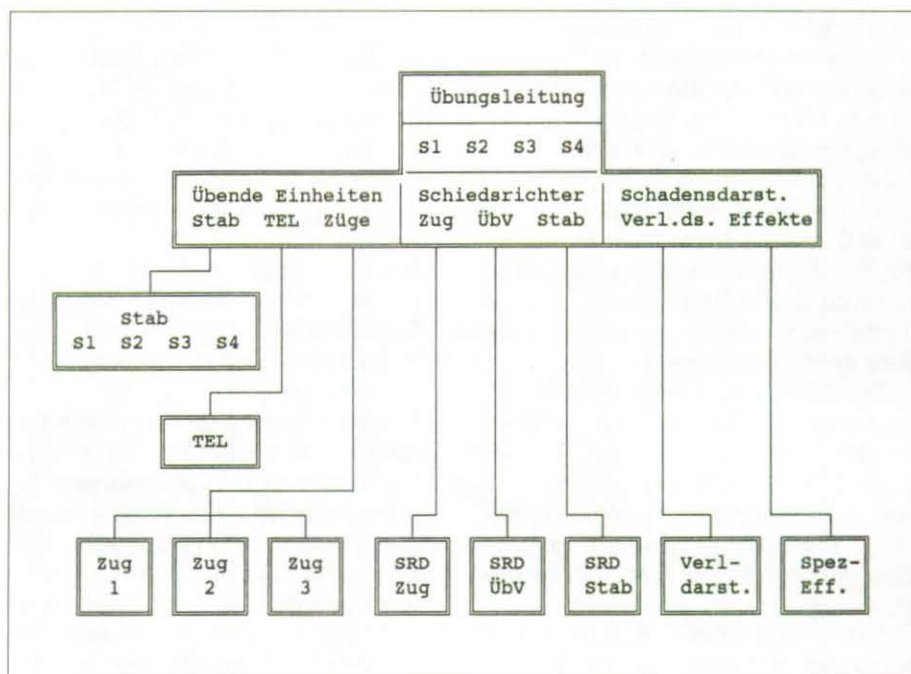 Übungsleitung
S1 S2 S3 S4
Übende Einheiten
Stab TEL Züge
Schiedsrichter
Zug ÜbV Stab
Schadensdarst.
Verl.ds. Effekte
Stab
S1 S2 S3 S4
TEL
Zug
1
Zug
2
Zug
3
SRD
Zug
SRD
ÜbV
SRD
Stab
Verl-
darst.
Spez-
Eff.